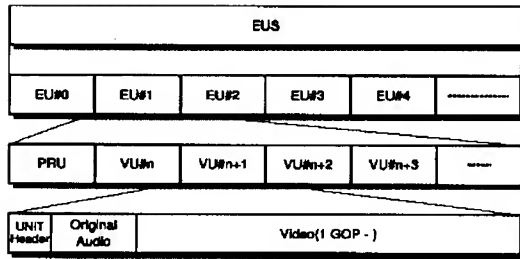 EUS
EU#0 EU#1 EU#2 EU#3 EU#4 ----------------
PRU VU#n VU#n+1 VU#n+2 VU#n+3 ------
UNIT Header Original Audio Video(1 GOP - )